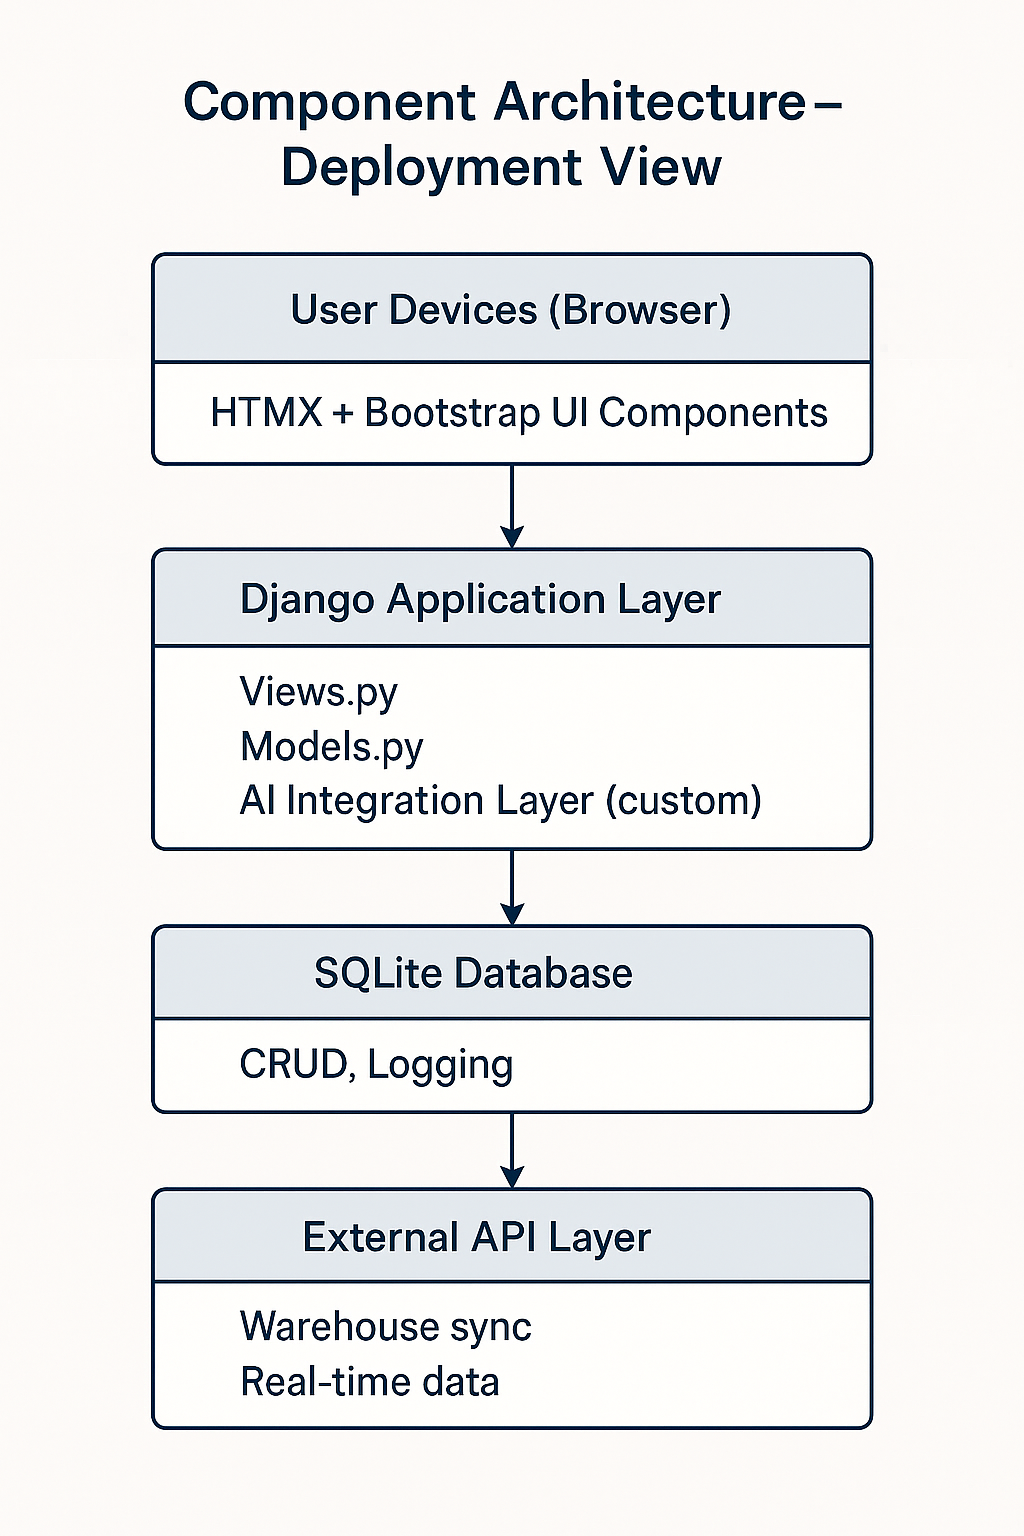 Component Architecture –
Deployment View
User Devices (Browser)
HTMX + Bootstrap UI Components
Django Application Layer
Views.py
Models.py
AI Integration Layer (custom)
SQLite Database
CRUD, Logging
External API Layer
Warehouse sync
Real-time data